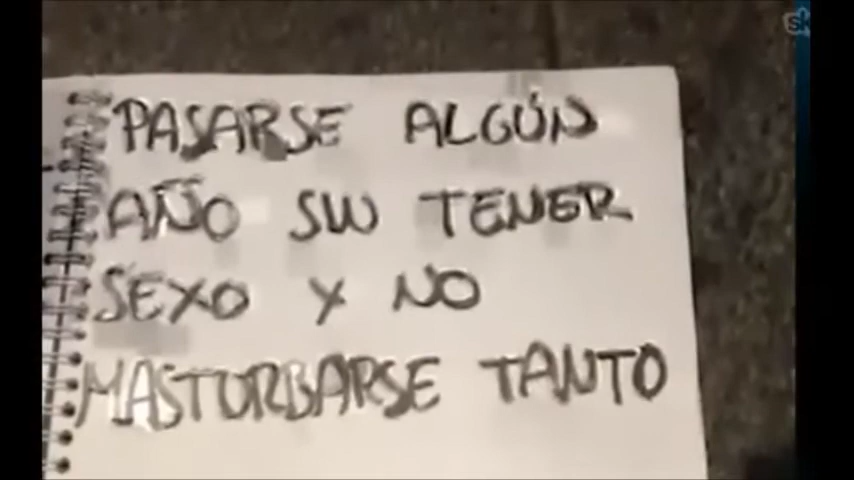 PASARSE ALGÚN
AÑO SIN TENER
SEXO Y NO
MASTURBARSE TANTO